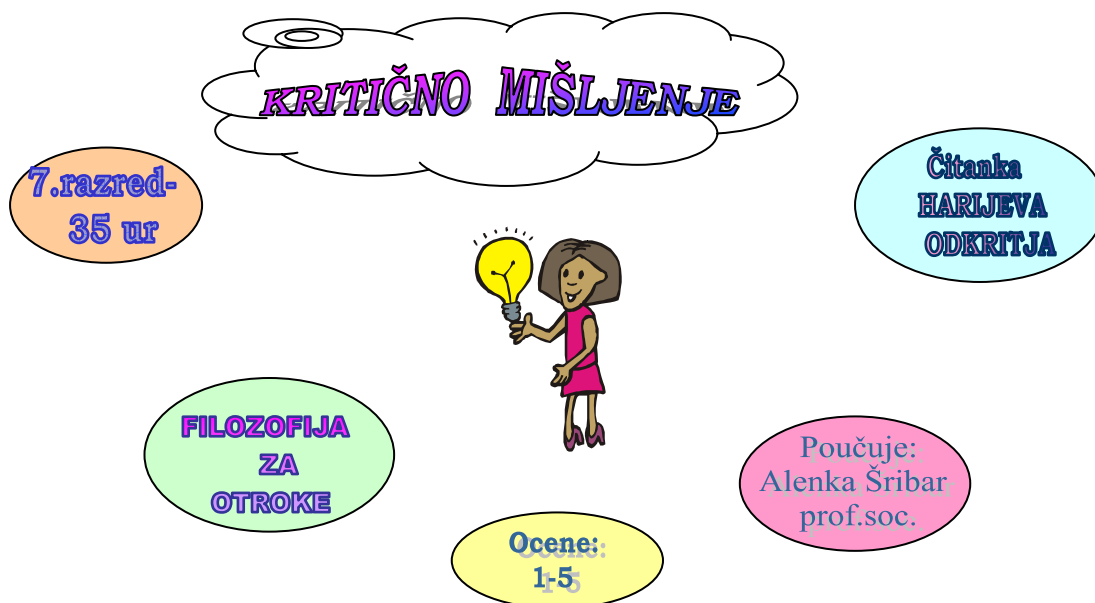 KRITIČNO MIŠLJENJE
7.razred-
35 ur
Čitanka
HARIJEVA
ODKRITJA
FILOZOFIJA
ZA
OTROKE
Poučuje:
Alenka Šribar
prof.soc.
Ocene:
1-5